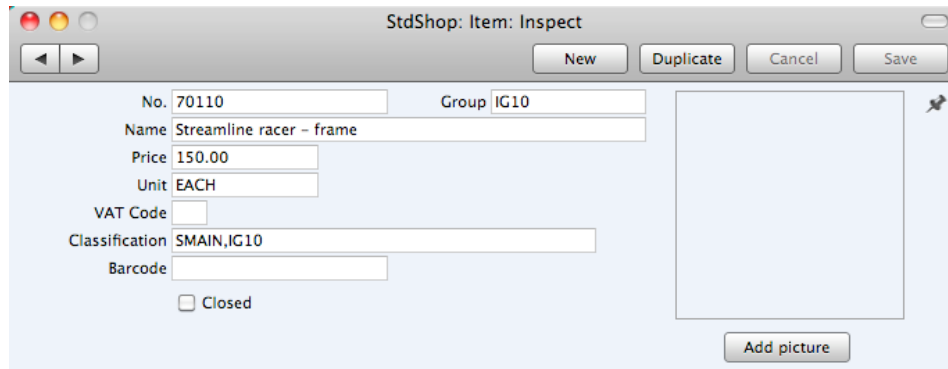 StdShop: Item: Inspect
New Duplicate Cancel Save
No. 70110 Group IG10
Name Streamline racer - frame
Price 150.00
Unit EACH
VAT Code
Classification SMAIN,IG10
Barcode
Closed
Add picture